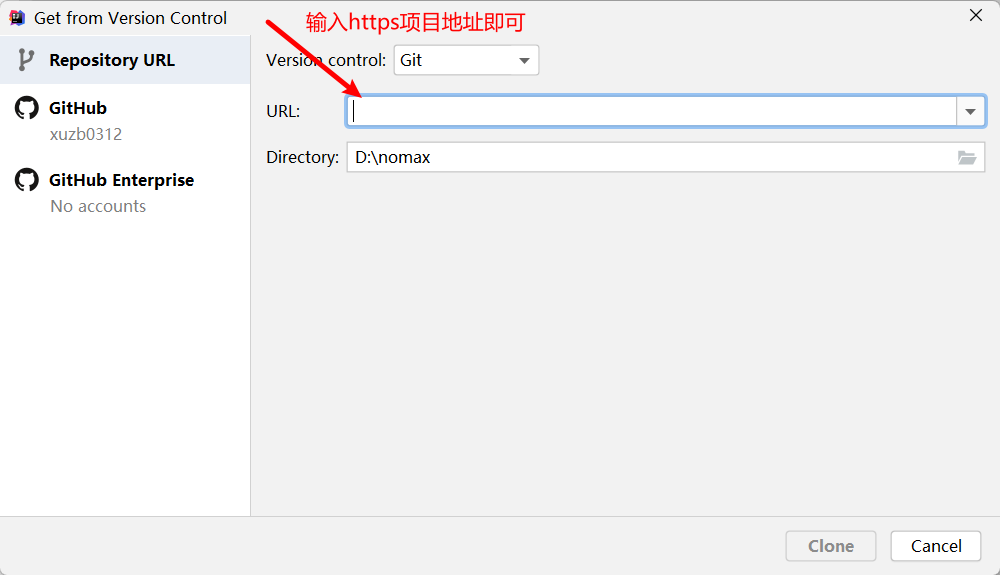 Get from Version Control
输入https项目地址即可
Repository URL
Version control: Git
GitHub
xuzb0312
URL:
Directory: D:\nomax
GitHub Enterprise
No accounts
Clone Cancel